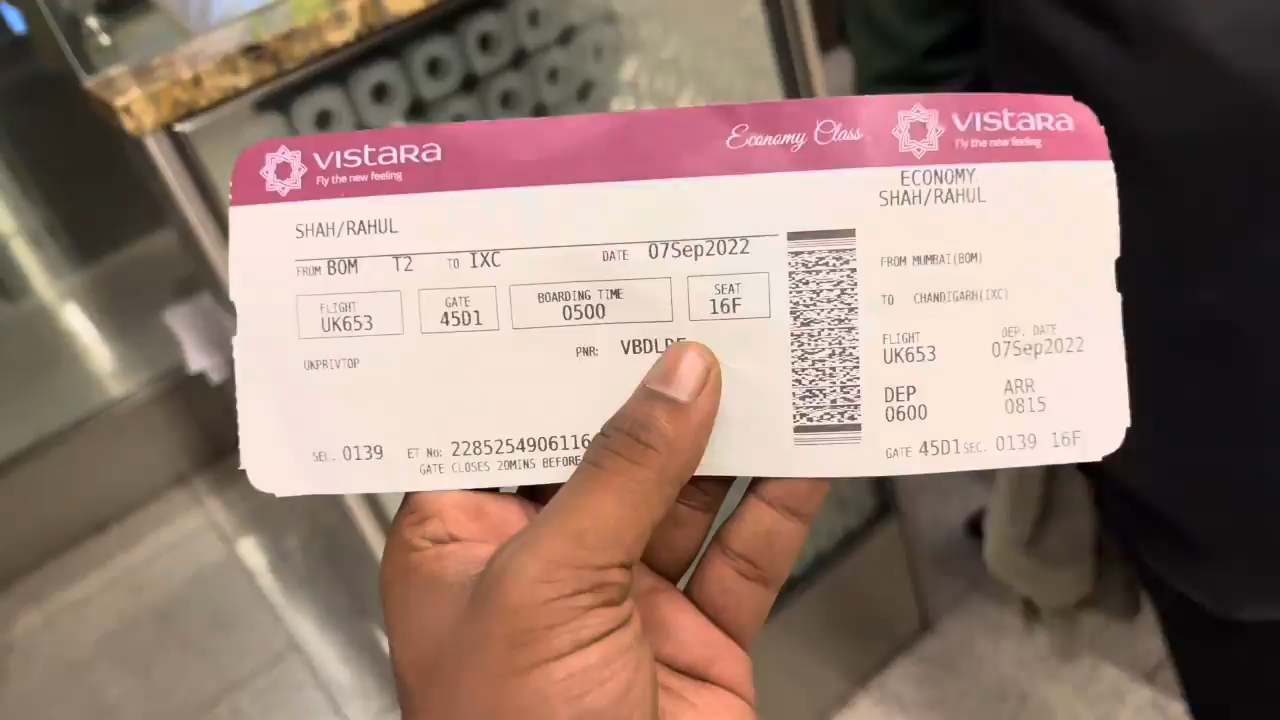 VISTARA
Fly the new feeling
Economy Class
SHAH/RAHUL
FROM BOM T2 TO IXC DATE 07Sep2022
FLIGHT UK653
GATE 45D1
BOARDING TIME 0500
SEAT 16F
PNR:
UKPRIVTOP
SEC. 0139 ET No: 2285254906116
GATE CLOSES 20MINS BEFORE
VISTARA
Fly the new feeling
ECONOMY
SHAH/RAHUL
FROM MUMBAI(BOM)
TO CHANDIGARH(IXC)
FLIGHT DEP. DATE
UK653 07Sep2022
DEP ARR
0600 0815
GATE 45D1 SEC. 0139 16F